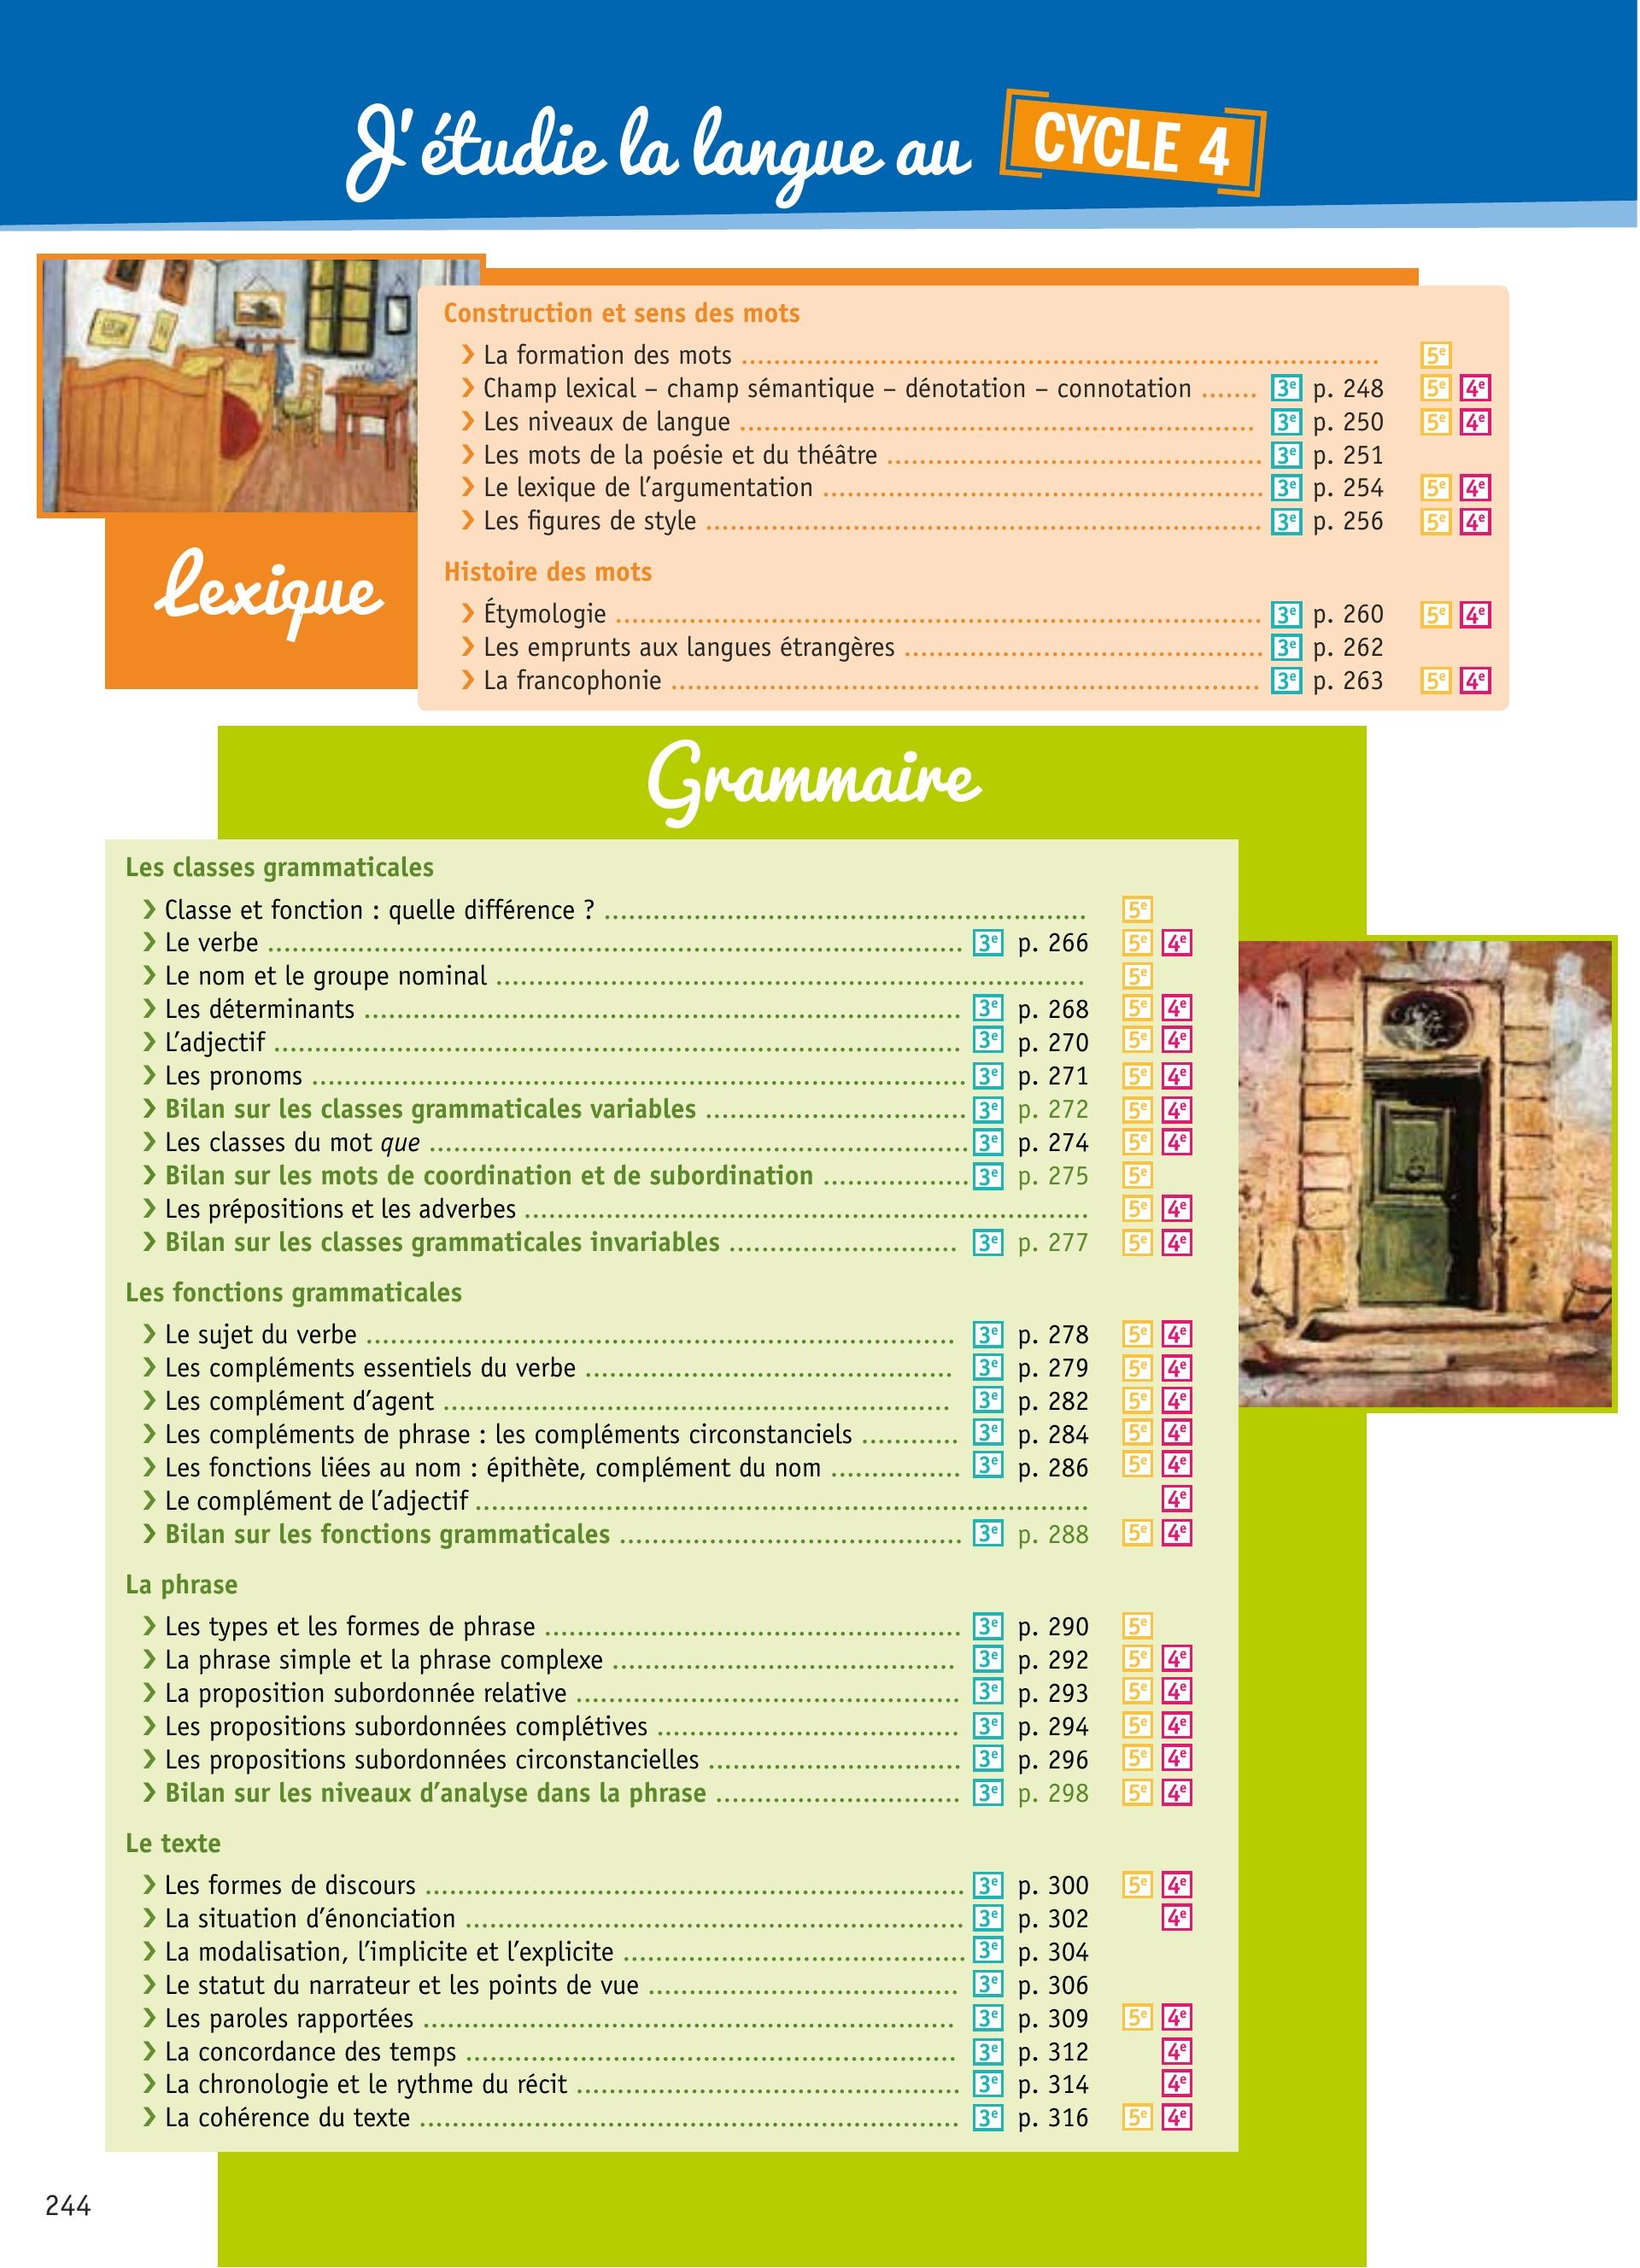 J'étudie la langue au CYCLE 4
Construction et sens des mots
❯ La formation des mots ........ 5e
❯ Champ lexical – champ sémantique – dénotation – connotation ....... 3e p. 248 5e 4e
❯ Les niveaux de langue ........ 3e p. 250 5e 4e
❯ Les mots de la poésie et du théâtre ........ 3e p. 251
❯ Le lexique de l'argumentation ........ 3e p. 254 5e 4e
❯ Les figures de style ........ 3e p. 256 5e 4e
Histoire des mots
❯ Étymologie ........ 3e p. 260 5e 4e
❯ Les emprunts aux langues étrangères ........ 3e p. 262
❯ La francophonie ........ 3e p. 263 5e 4e
Lexique
Grammaire
Les classes grammaticales
❯ Classe et fonction : quelle différence ? ........ 5e
❯ Le verbe ........ 3e p. 266 5e 4e
❯ Le nom et le groupe nominal ........ 5e
❯ Les déterminants ........ 3e p. 268 5e 4e
❯ L'adjectif ........ 3e p. 270 5e 4e
❯ Les pronoms ........ 3e p. 271 5e 4e
❯ Bilan sur les classes grammaticales variables ........ 3e p. 272 5e 4e
❯ Les classes du mot que ........ 3e p. 274 5e 4e
❯ Bilan sur les mots de coordination et de subordination ........ 3e p. 275 5e
❯ Les prépositions et les adverbes ........ 5e 4e
❯ Bilan sur les classes grammaticales invariables ........ 3e p. 277 5e 4e
Les fonctions grammaticales
❯ Le sujet du verbe ........ 3e p. 278 5e 4e
❯ Les compléments essentiels du verbe ........ 3e p. 279 5e 4e
❯ Les complément d'agent ........ 3e p. 282 5e 4e
❯ Les compléments de phrase : les compléments circonstanciels ........ 3e p. 284 5e 4e
❯ Les fonctions liées au nom : épithète, complément du nom ........ 3e p. 286 5e 4e
❯ Le complément de l'adjectif ........ 4e
❯ Bilan sur les fonctions grammaticales ........ 3e p. 288 5e 4e
La phrase
❯ Les types et les formes de phrase ........ 3e p. 290 5e
❯ La phrase simple et la phrase complexe ........ 3e p. 292 5e 4e
❯ La proposition subordonnée relative ........ 3e p. 293 5e 4e
❯ Les propositions subordonnées complétives ........ 3e p. 294 5e 4e
❯ Les propositions subordonnées circonstancielles ........ 3e p. 296 5e 4e
❯ Bilan sur les niveaux d'analyse dans la phrase ........ 3e p. 298 5e 4e
Le texte
❯ Les formes de discours ........ 3e p. 300 5e 4e
❯ La situation d'énonciation ........ 3e p. 302 4e
❯ La modalisation, l'implicite et l'explicite ........ 3e p. 304
❯ Le statut du narrateur et les points de vue ........ 3e p. 306
❯ Les paroles rapportées ........ 3e p. 309 5e 4e
❯ La concordance des temps ........ 3e p. 312 4e
❯ La chronologie et le rythme du récit ........ 3e p. 314 4e
❯ La cohérence du texte ........ 3e p. 316 5e 4e
244